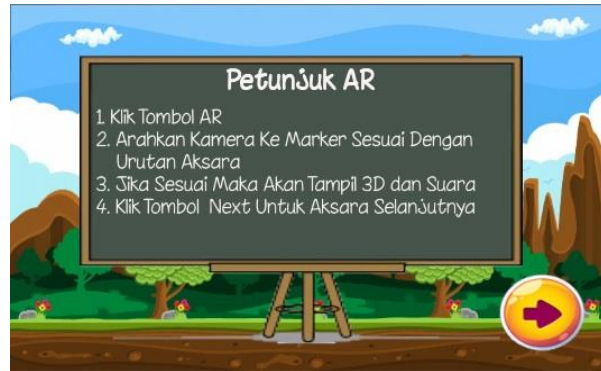 Petunjuk AR
1. Klik Tombol AR
2. Arahkan Kamera Ke Marker Sesuai Dengan
Urutan Aksara
3. Jika Sesuai Maka Akan Tampil 3D dan Suara
4. Klik Tombol Next Untuk Aksara Selanjutnya